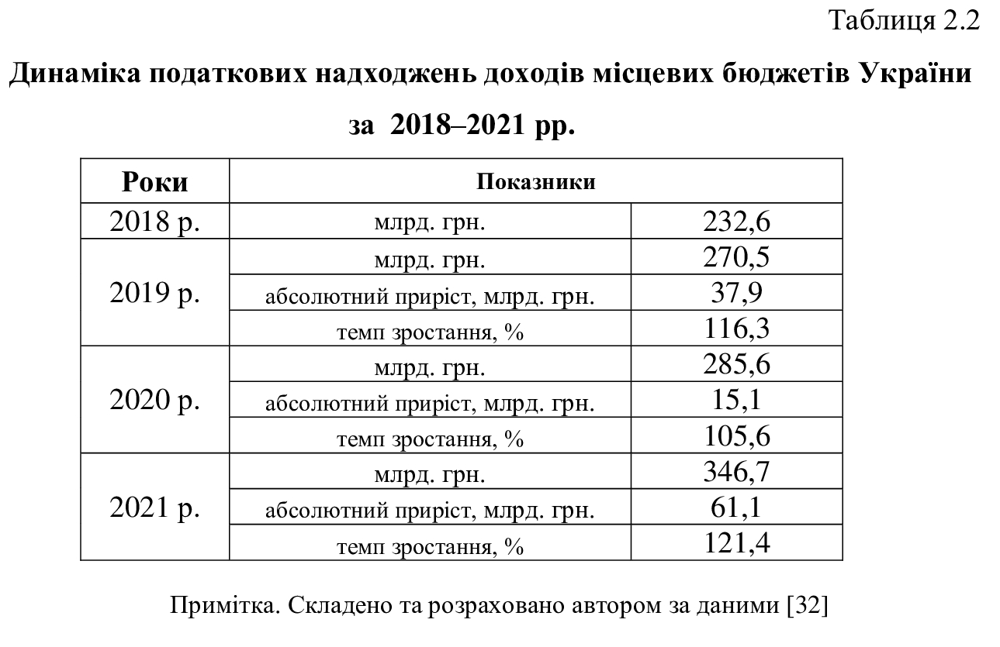 Таблиця 2.2
Динаміка податкових надходжень доходів місцевих бюджетів України
за 2018–2021 рр.
Роки Показники
2018 р. млрд. грн. 232,6
млрд. грн. 270,5
2019 р. абсолютний приріст, млрд. грн. 37,9
темп зростання, % 116,3
млрд. грн. 285,6
2020 р. абсолютний приріст, млрд. грн. 15,1
темп зростання, % 105,6
млрд. грн. 346,7
2021 р. абсолютний приріст, млрд. грн. 61,1
темп зростання, % 121,4
Примітка. Складено та розраховано автором за даними [32]